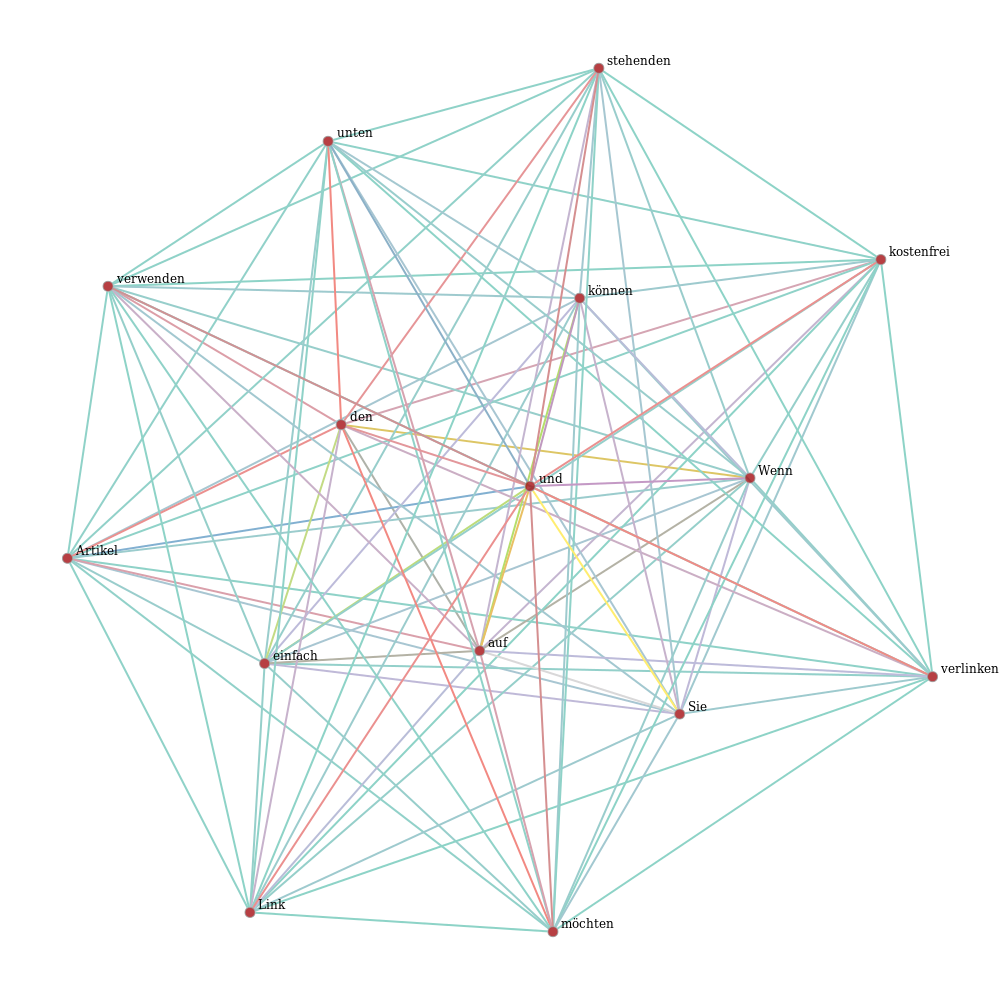 stehenden
unten
kostenfrei
verwenden
können
den
Wenn
und
Artikel
auf
einfach
verlinken
Sie
Link
möchten